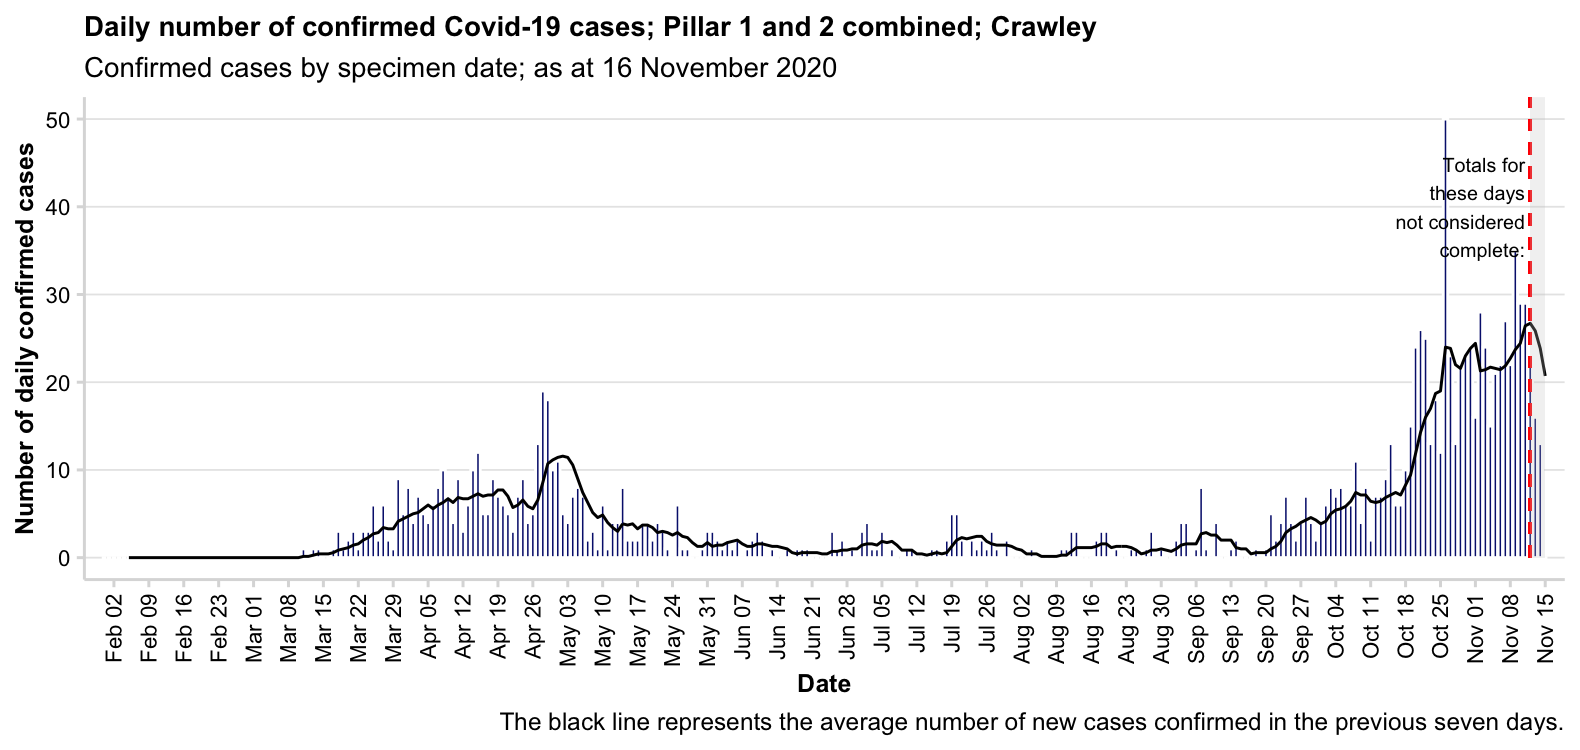 Daily number of confirmed Covid-19 cases; Pillar 1 and 2 combined; Crawley
Confirmed cases by specimen date; as at 16 November 2020
Number of daily confirmed cases
50
40
30
20
10
0
Totals for
these days
not considered
complete:
Feb 02
Feb 09
Feb 16
Feb 23
Mar 01
Mar 08
Mar 15
Mar 22
Mar 29
Apr 05
Apr 12
Apr 19
Apr 26
May 03
May 10
May 17
May 24
May 31
Jun 07
Jun 14
Jun 21
Jun 28
Jul 05
Jul 12
Jul 19
Jul 26
Aug 02
Aug 09
Aug 16
Aug 23
Aug 30
Sep 06
Sep 13
Sep 20
Sep 27
Oct 04
Oct 11
Oct 18
Oct 25
Nov 01
Nov 08
Nov 15
Date
The black line represents the average number of new cases confirmed in the previous seven days.